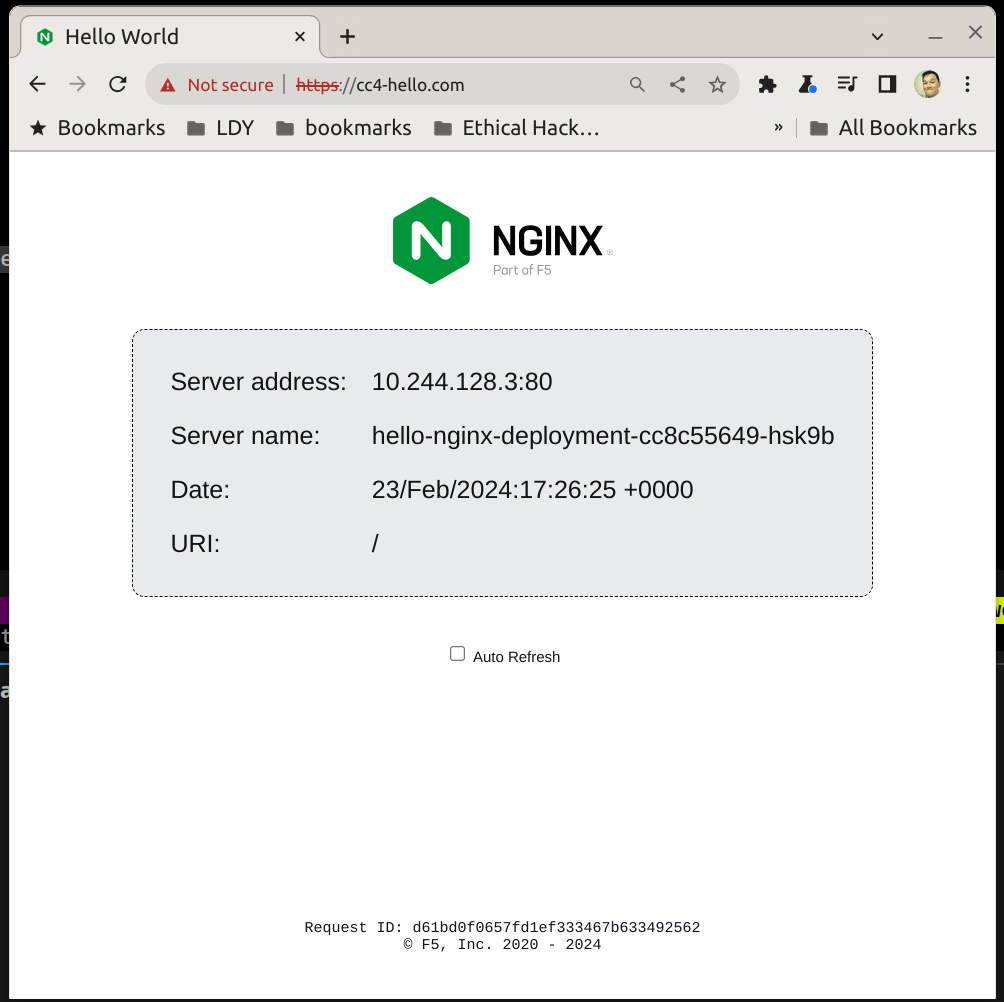 Hello World
Not secure | https://cc4-hello.com
Bookmarks LDY bookmarks Ethical Hack… » All Bookmarks
NGINX ®
Part of F5
Server address: 10.244.128.3:80
Server name: hello-nginx-deployment-cc8c55649-hsk9b
Date: 23/Feb/2024:17:26:25 +0000
URI: /
Auto Refresh
Request ID: d61bd0f0657fd1ef333467b633492562
© F5, Inc. 2020 - 2024